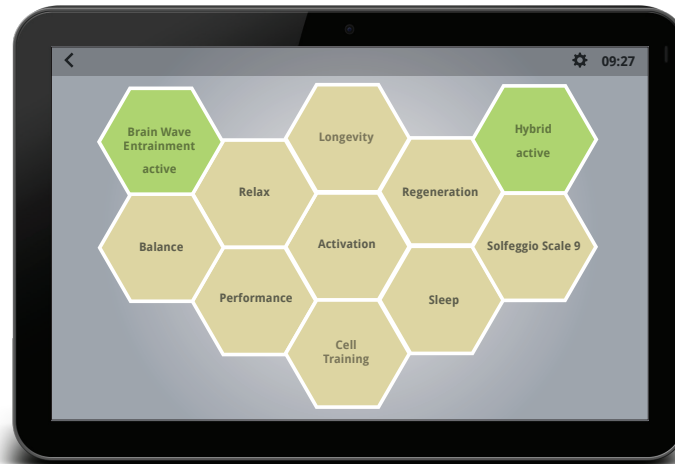 09:27
Brain Wave
Entrainment
active
Longevity
Hybrid
active
Relax
Regeneration
Balance
Activation
Solfeggio Scale 9
Performance
Sleep
Cell
Training